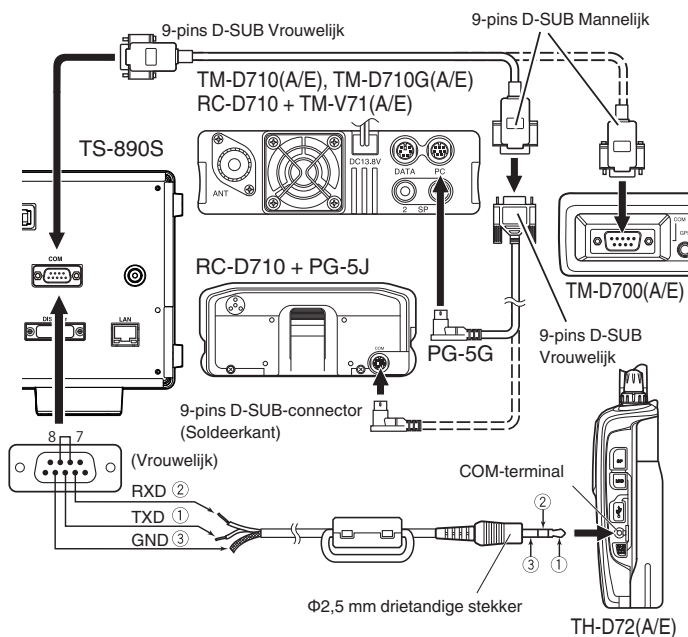 9-pins D-SUB Vrouwelijk
9-pins D-SUB Mannelijk
TM-D710(A/E), TM-D710G(A/E)
RC-D710 + TM-V71(A/E)
TS-890S
ANT
DC13.8V
DATA
PC
2
SP
COM
LAN
COM
GPS
TM-D700(A/E)
RC-D710 + PG-5J
COM
PG-5G
9-pins D-SUB
Vrouwelijk
9-pins D-SUB-connector
(Soldeerkant)
8
7
(Vrouwelijk)
RXD ②
TXD ①
GND ③
COM-terminal
②
③
①
Φ2,5 mm drietandige stekker
TH-D72(A/E)